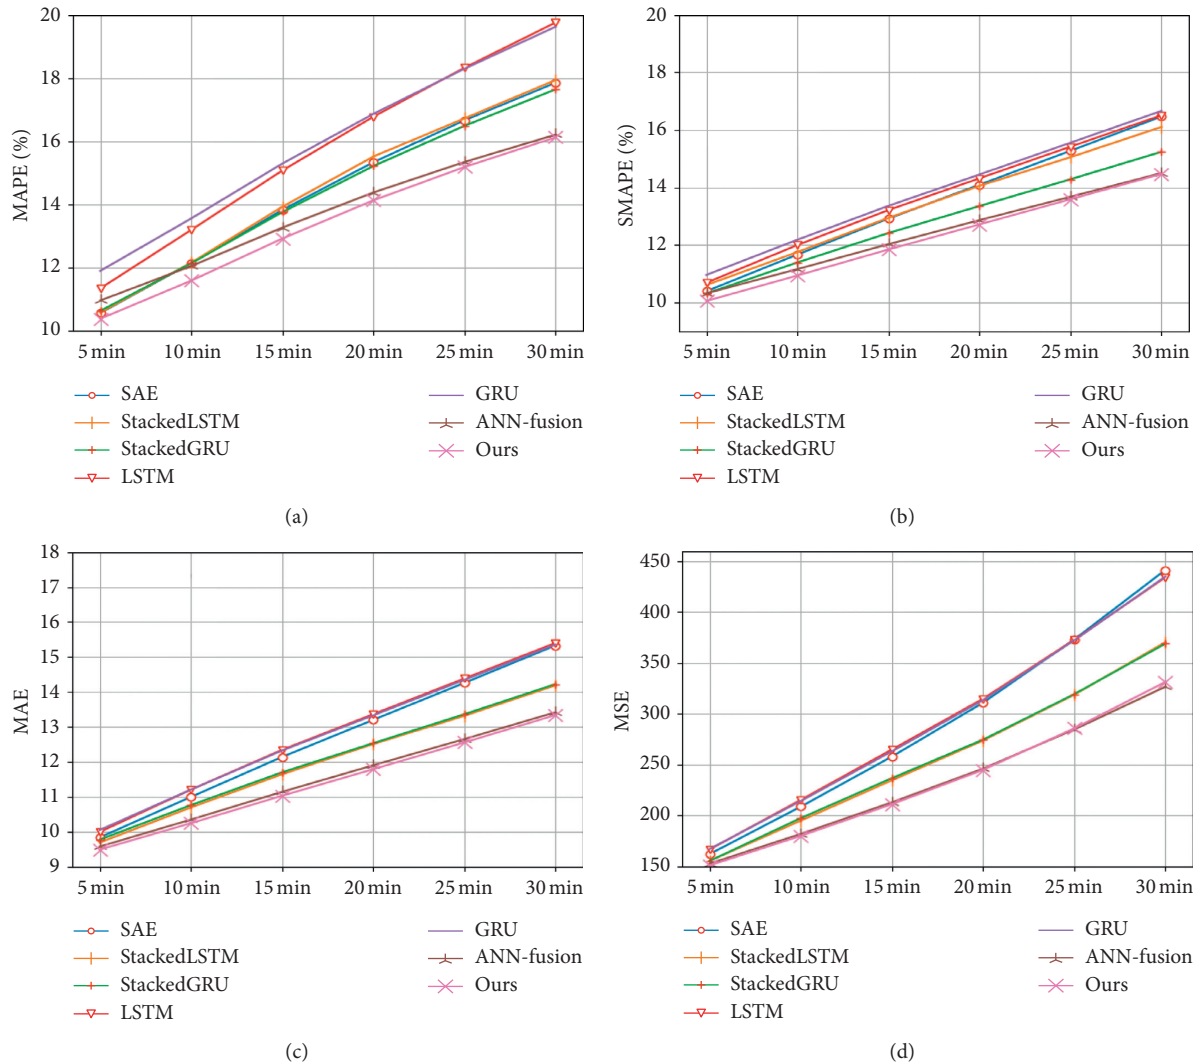 20
18
16
14
12
10
MAPE (%)
5 min 10 min 15 min 20 min 25 min 30 min
SAE
StackedLSTM
StackedGRU
LSTM
GRU
ANN-fusion
Ours
(a)
20
18
16
14
12
10
SMAPE (%)
5 min 10 min 15 min 20 min 25 min 30 min
SAE
StackedLSTM
StackedGRU
LSTM
GRU
ANN-fusion
Ours
(b)
18
17
16
15
14
13
12
11
10
9
MAE
5 min 10 min 15 min 20 min 25 min 30 min
SAE
StackedLSTM
StackedGRU
LSTM
GRU
ANN-fusion
Ours
(c)
450
400
350
300
250
200
150
MSE
5 min 10 min 15 min 20 min 25 min 30 min
SAE
StackedLSTM
StackedGRU
LSTM
GRU
ANN-fusion
Ours
(d)